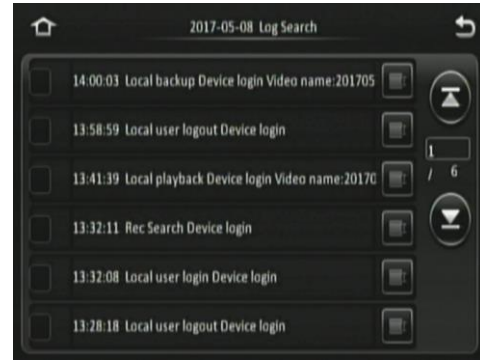 2017-05-08 Log Search
14:00:03 Local backup Device login Video name:201705
13:58:59 Local user logout Device login
13:41:39 Local playback Device login Video name:2017
13:32:11 Rec Search Device login
13:32:08 Local user login Device login
13:28:18 Local user logout Device login
1
/ 6